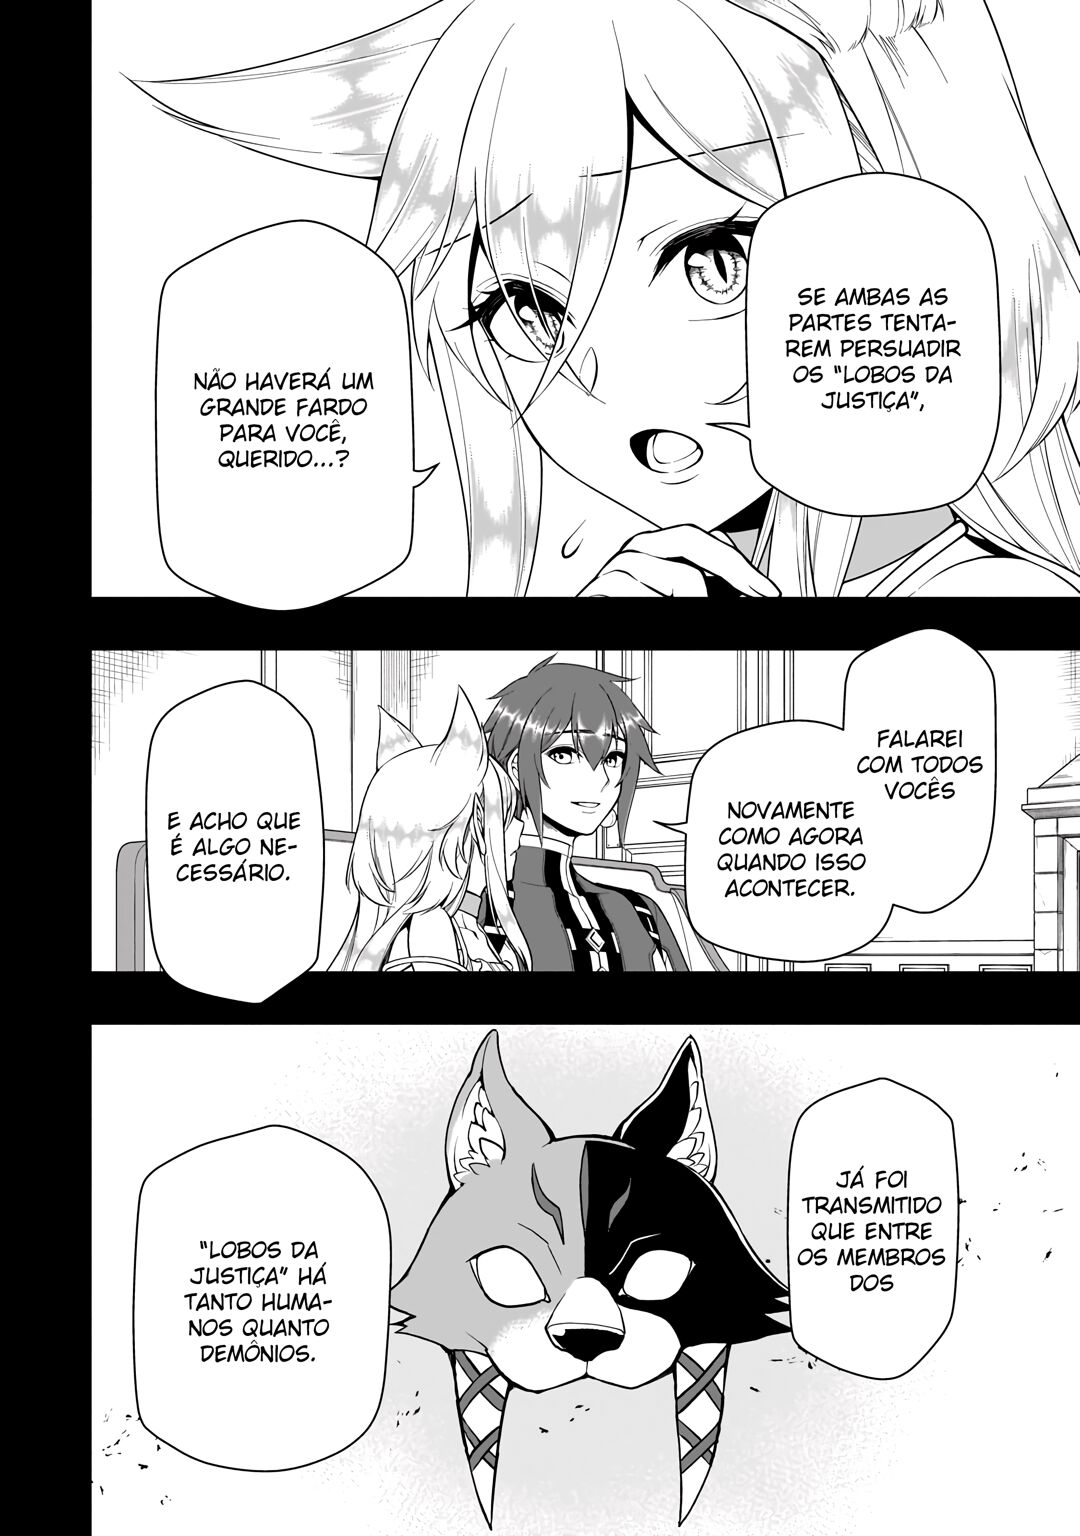 SE AMBAS AS
PARTES TENTA-
REM PERSUADIR
OS "LOBOS DA
JUSTIÇA",
NÃO HAVERÁ UM
GRANDE FARDO
PARA VOCÊ,
QUERIDO...?
FALAREI
COM TODOS
VOCÊS
NOVAMENTE
COMO AGORA
QUANDO ISSO
ACONTECER.
E ACHO QUE
É ALGO NE-
CESSÁRIO.
JÁ FOI
TRANSMITIDO
QUE ENTRE
OS MEMBROS
DOS
"LOBOS DA
JUSTIÇA" HÁ
TANTO HUMA-
NOS QUANTO
DEMÔNIOS.